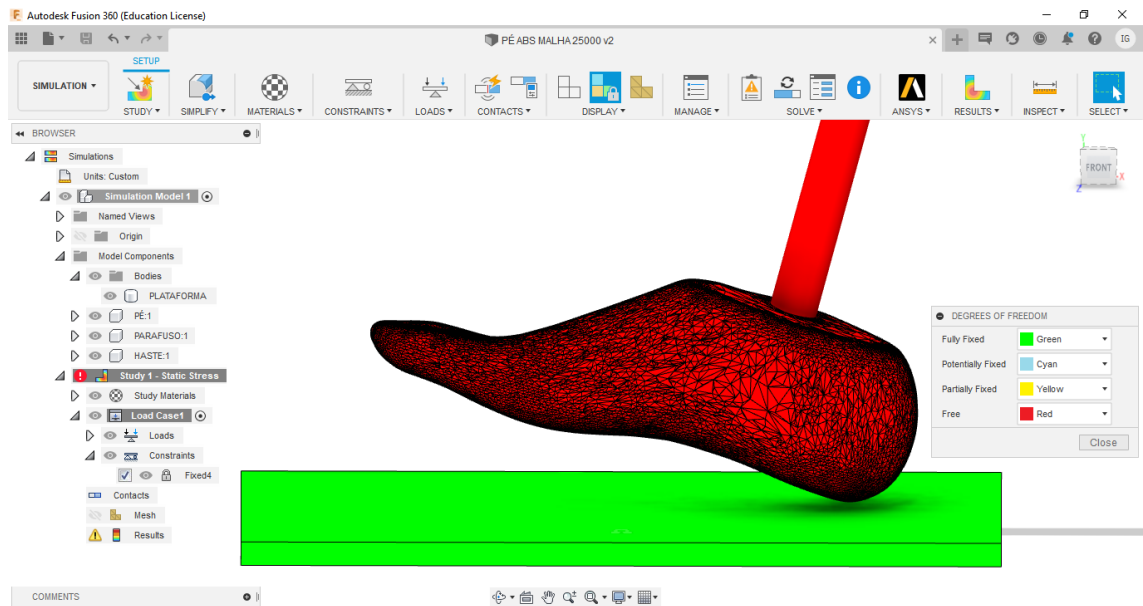 Autodesk Fusion 360 (Education License)
PÉ ABS MALHA 25000 v2
IG
SETUP
SIMULATION
STUDY
SIMPLIFY
MATERIALS
CONSTRAINTS
LOADS
CONTACTS
DISPLAY
MANAGE
SOLVE
ANSYS
RESULTS
INSPECT
SELECT
BROWSER
Simulations
Units: Custom
Simulation Model 1
Named Views
Origin
Model Components
Bodies
PLATAFORMA
PÉ:1
PARAFUSO:1
HASTE:1
Study 1 - Static Stress
Study Materials
Load Case1
Loads
Constraints
Fixed4
Contacts
Mesh
Results
Y
FRONT
X
Z
DEGREES OF FREEDOM
Fully Fixed Green
Potentially Fixed Cyan
Partially Fixed Yellow
Free Red
Close
COMMENTS